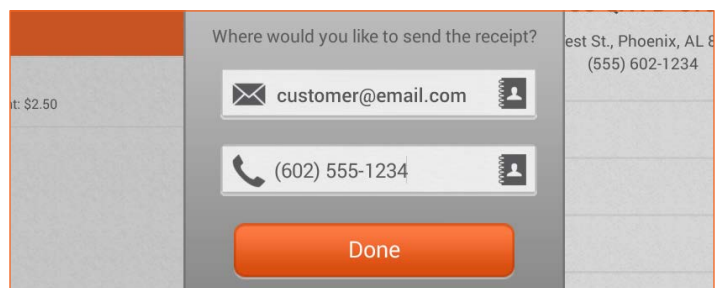 Where would you like to send the receipt?
est St., Phoenix, AL 8
(555) 602-1234
customer@email.com
t: $2.50
(602) 555-1234
Done